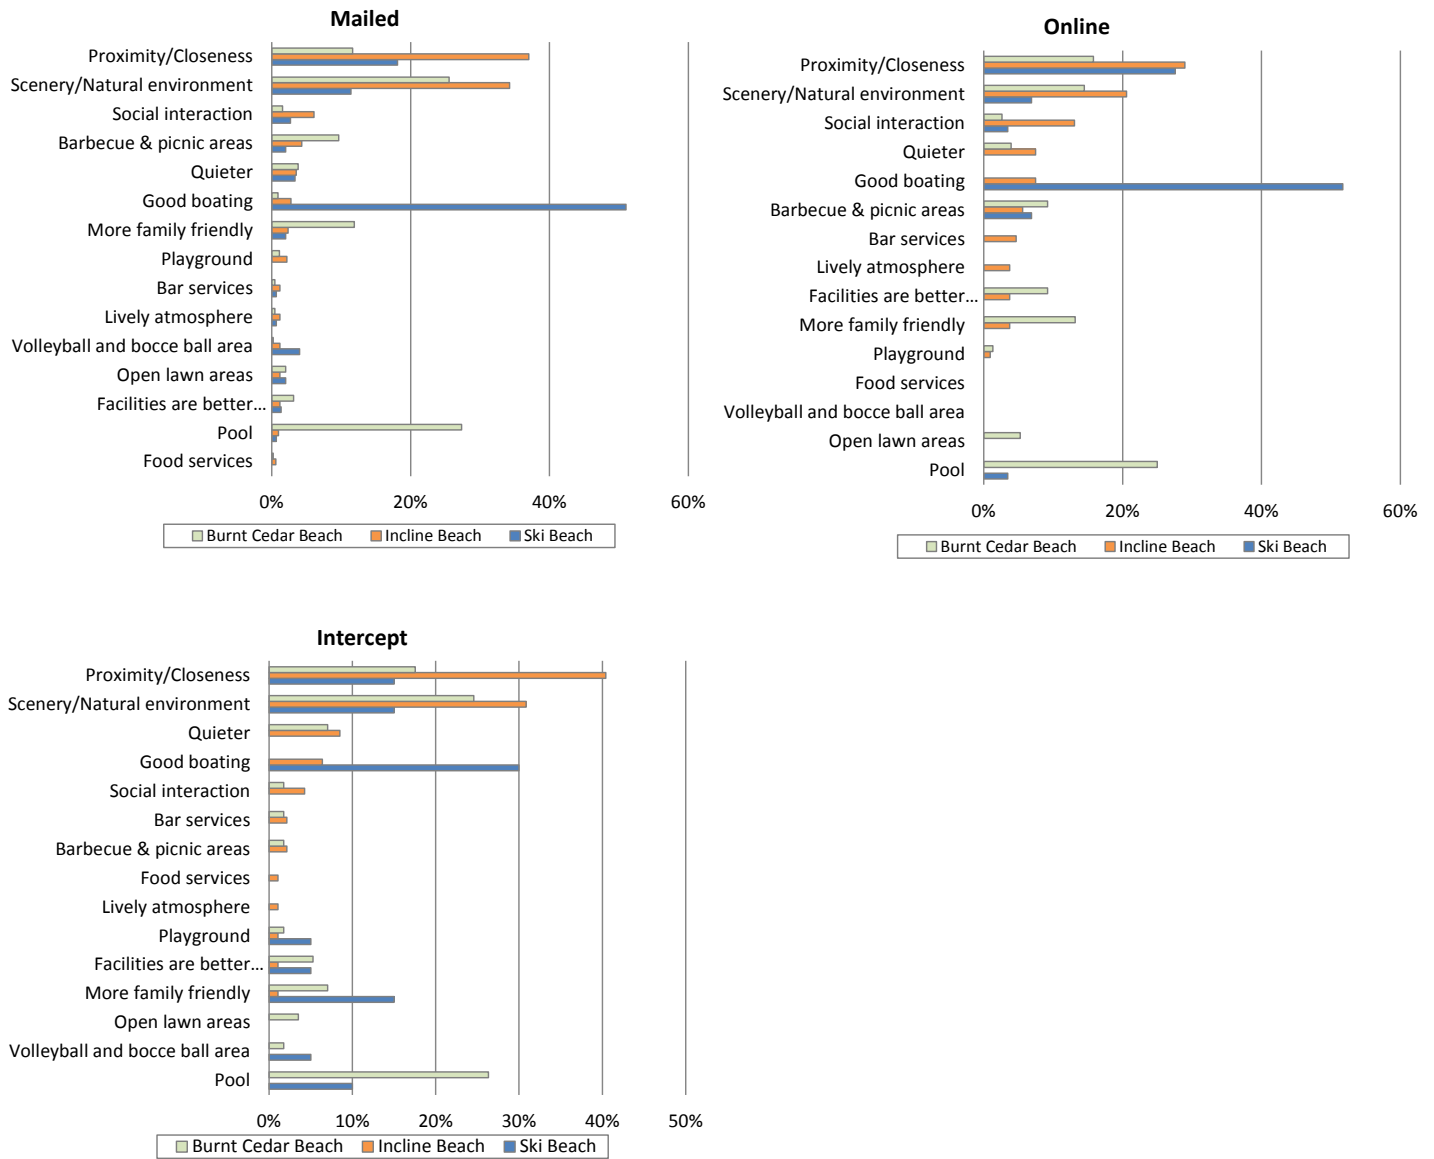 Mailed
Proximity/Closeness
Scenery/Natural environment
Social interaction
Barbecue & picnic areas
Quieter
Good boating
More family friendly
Playground
Bar services
Lively atmosphere
Volleyball and bocce ball area
Open lawn areas
Facilities are better...
Pool
Food services
0% 20% 40% 60%
Burnt Cedar Beach Incline Beach Ski Beach
Online
Proximity/Closeness
Scenery/Natural environment
Social interaction
Quieter
Good boating
Barbecue & picnic areas
Bar services
Lively atmosphere
Facilities are better...
More family friendly
Playground
Food services
Volleyball and bocce ball area
Open lawn areas
Pool
0% 20% 40% 60%
Burnt Cedar Beach Incline Beach Ski Beach
Intercept
Proximity/Closeness
Scenery/Natural environment
Quieter
Good boating
Social interaction
Bar services
Barbecue & picnic areas
Food services
Lively atmosphere
Playground
Facilities are better...
More family friendly
Open lawn areas
Volleyball and bocce ball area
Pool
0% 10% 20% 30% 40% 50%
Burnt Cedar Beach Incline Beach Ski Beach